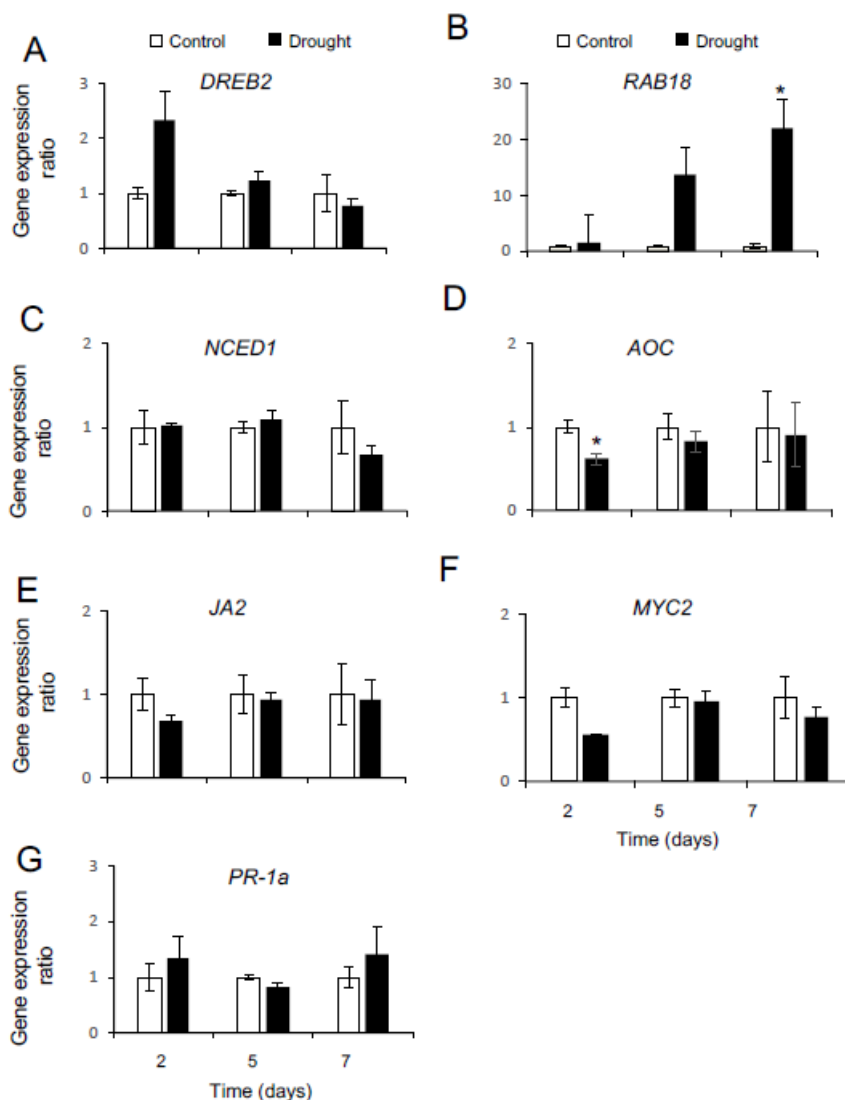 A
Control
Drought
DREB2
Gene expression
ratio
3
2
1
0
B
Control
Drought
RAB18
30
20
10
0
*
C
NCED1
Gene expression
ratio
2
1
0
D
AOC
2
1
0
*
E
JA2
Gene expression
ratio
2
1
0
F
MYC2
2
1
0
2 5 7
Time (days)
G
PR-1a
Gene expression
ratio
3
2
1
0
2 5 7
Time (days)